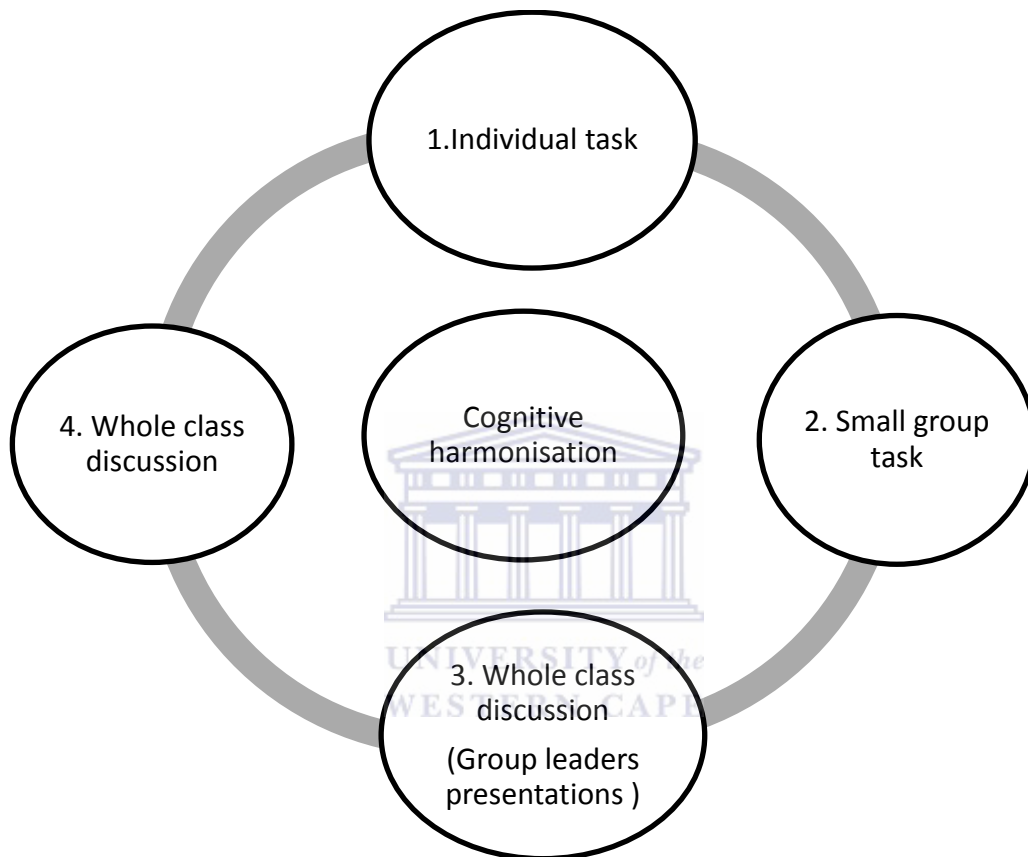 1.Individual task
2. Small group
task
3. Whole class
discussion
(Group leaders
presentations )
4. Whole class
discussion
Cognitive
harmonisation
UNIVERSITY of the
WESTERN CAPE